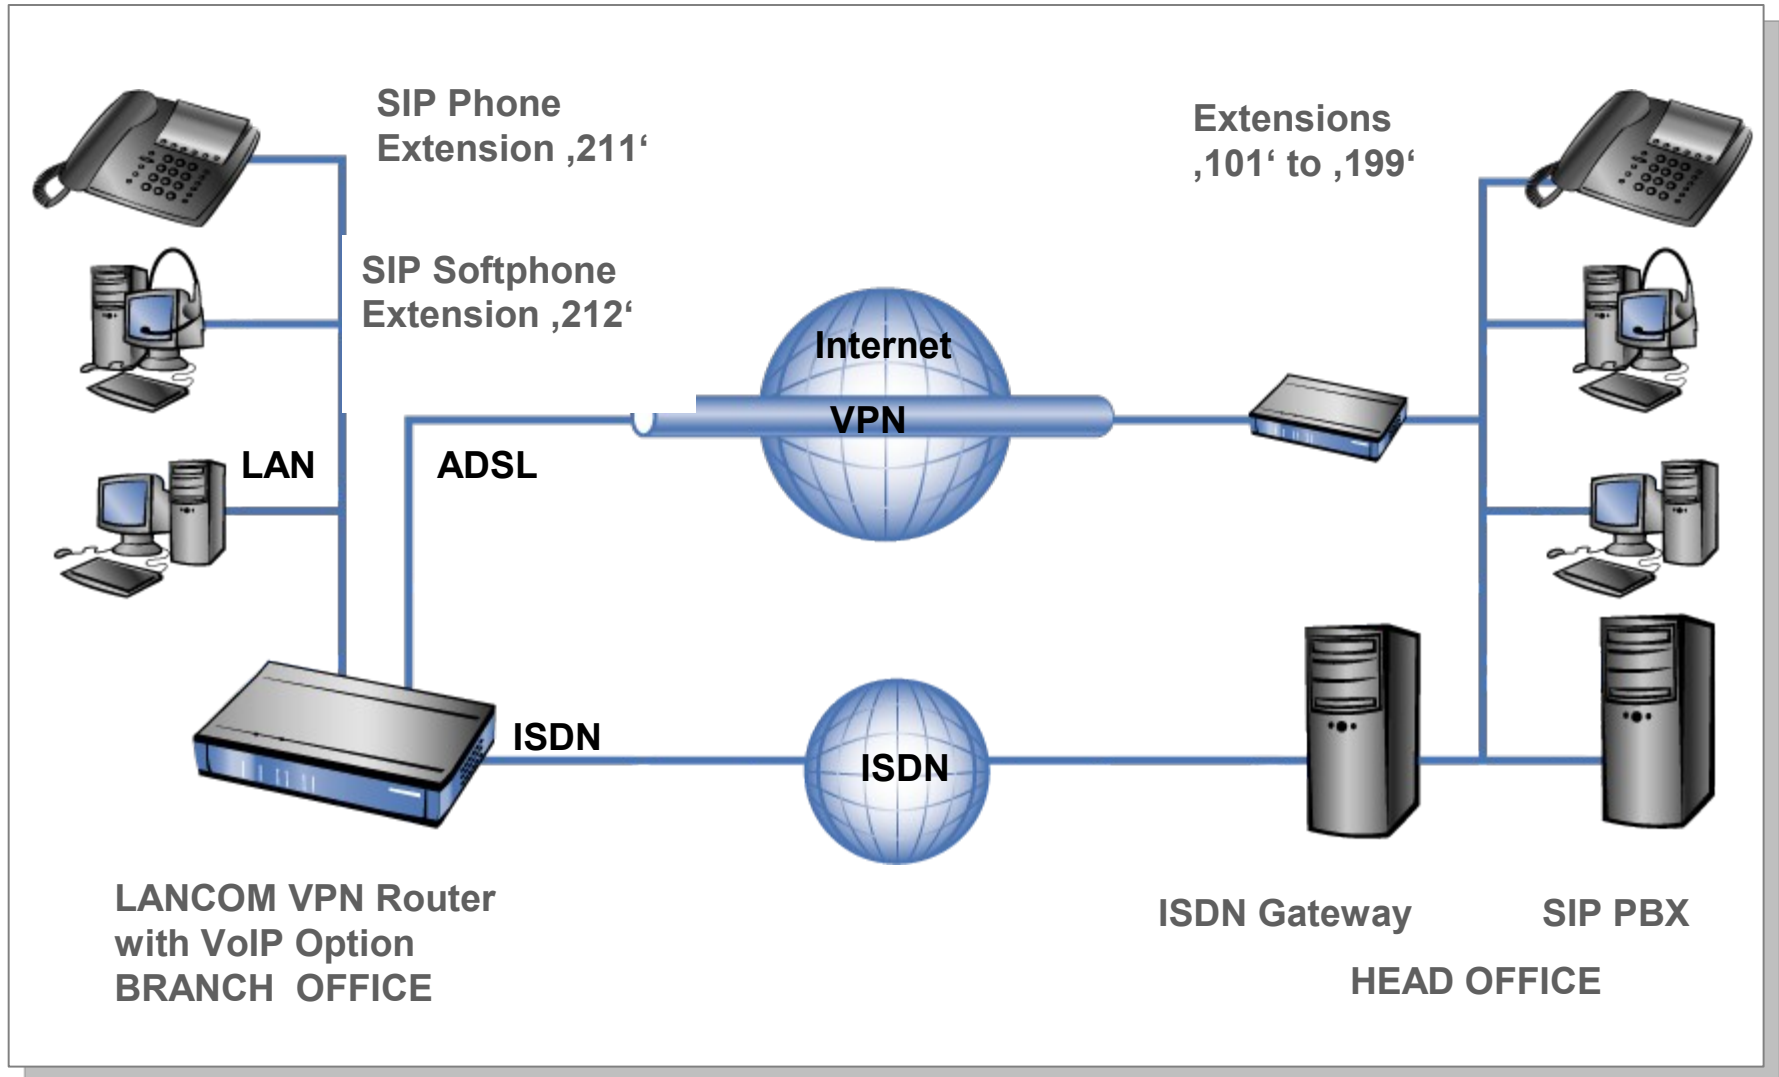 SIP Phone
Extension ‚211‘
Extensions
‚101‘ to ‚199‘
SIP Softphone
Extension ‚212‘
Internet
VPN
LAN
ADSL
ISDN
ISDN
LANCOM VPN Router
with VoIP Option
BRANCH  OFFICE
ISDN Gateway
SIP PBX
HEAD OFFICE